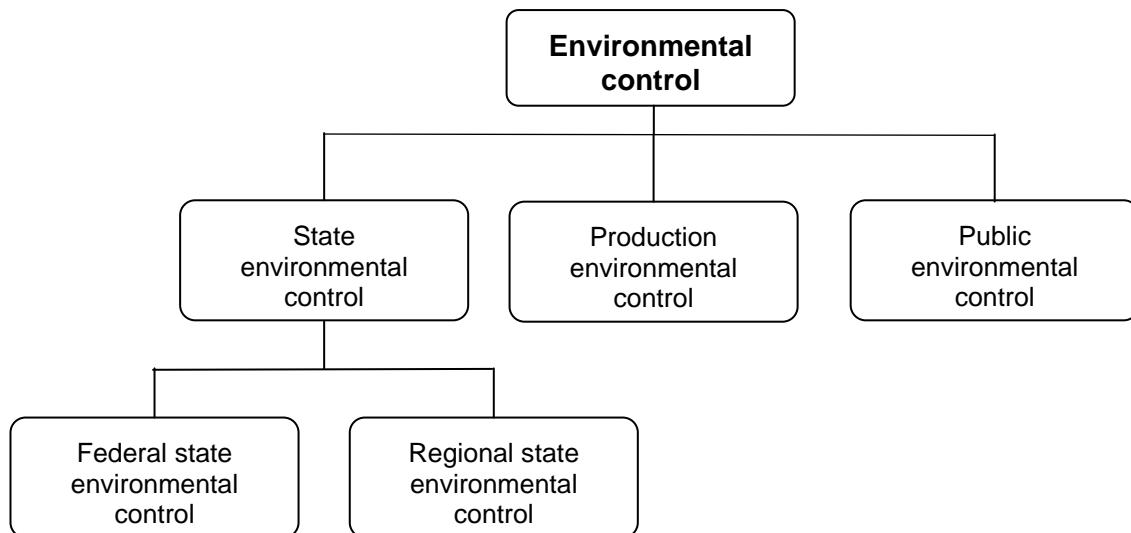 Environmental
control
State
environmental
control
Production
environmental
control
Public
environmental
control
Federal state
environmental
control
Regional state
environmental
control